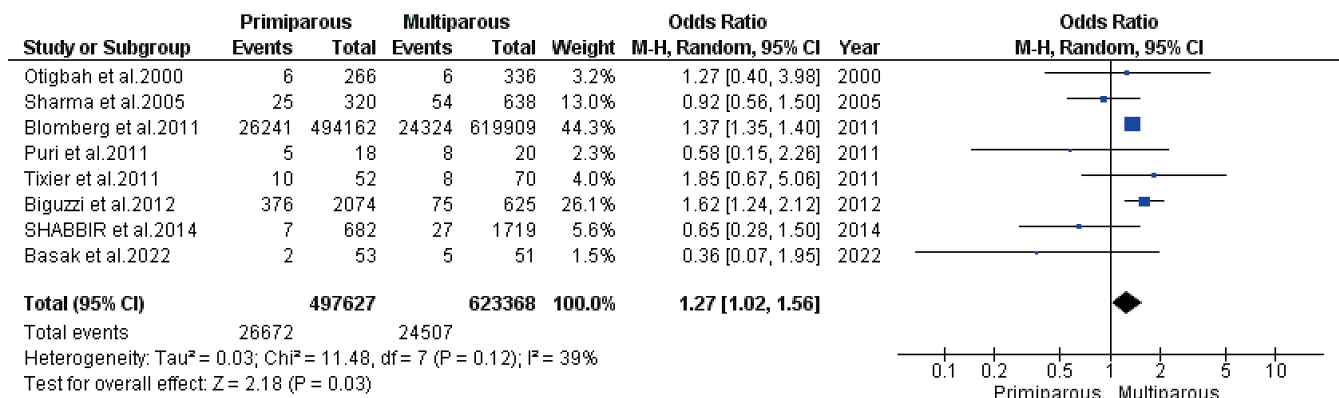 Primiparous Multiparous Odds Ratio Odds Ratio
Study or Subgroup Events Total Events Total Weight M-H, Random, 95% CI Year M-H, Random, 95% CI
Otigbah et al.2000 6 266 6 336 3.2% 1.27 [0.40, 3.98] 2000
Sharma et al.2005 25 320 54 638 13.0% 0.92 [0.56, 1.50] 2005
Blomberg et al.2011 26241 494162 24324 619909 44.3% 1.37 [1.35, 1.40] 2011
Puri et al.2011 5 18 8 20 2.3% 0.58 [0.15, 2.26] 2011
Tixier et al.2011 10 52 8 70 4.0% 1.85 [0.67, 5.06] 2011
Biguzzi et al.2012 376 2074 75 625 26.1% 1.62 [1.24, 2.12] 2012
SHABBIR et al.2014 7 682 27 1719 5.6% 0.65 [0.28, 1.50] 2014
Basak et al.2022 2 53 5 51 1.5% 0.36 [0.07, 1.95] 2022
Total (95% CI) 497627 623368 100.0% 1.27 [1.02, 1.56]
Total events 26672 24507
Heterogeneity: Tau² = 0.03; Chi² = 11.48, df = 7 (P = 0.12); I² = 39%
Test for overall effect: Z = 2.18 (P = 0.03)
0.1 0.2 0.5 1 2 5 10
Primiparous Multiparous